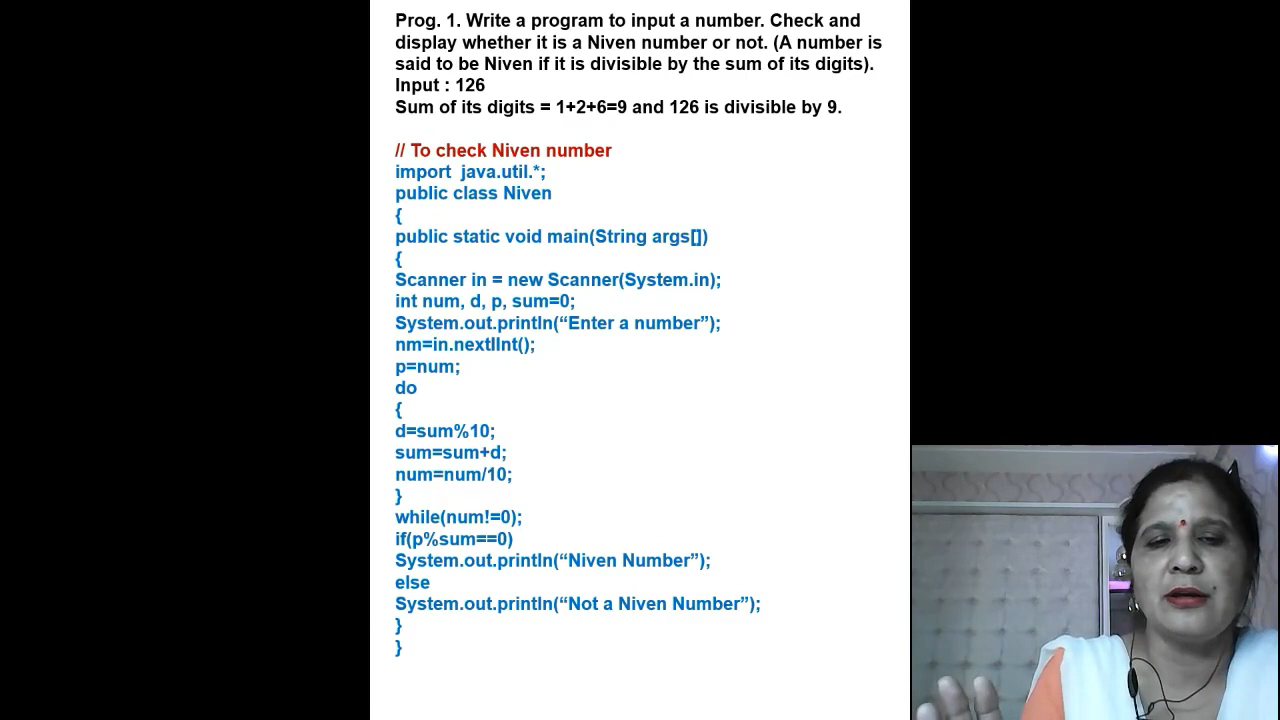 Prog. 1. Write a program to input a number. Check and
display whether it is a Niven number or not. (A number is
said to be Niven if it is divisible by the sum of its digits).
Input : 126
Sum of its digits = 1+2+6=9 and 126 is divisible by 9.
// To check Niven number
import  java.util.*;
public class Niven
{
public static void main(String args[])
{
Scanner in = new Scanner(System.in);
int num, d, p, sum=0;
System.out.println(“Enter a number”);
nm=in.nextIInt();
p=num;
do
{
d=sum%10;
sum=sum+d;
num=num/10;
}
while(num!=0);
if(p%sum==0)
System.out.println(“Niven Number”);
else
System.out.println(“Not a Niven Number”);
}
}